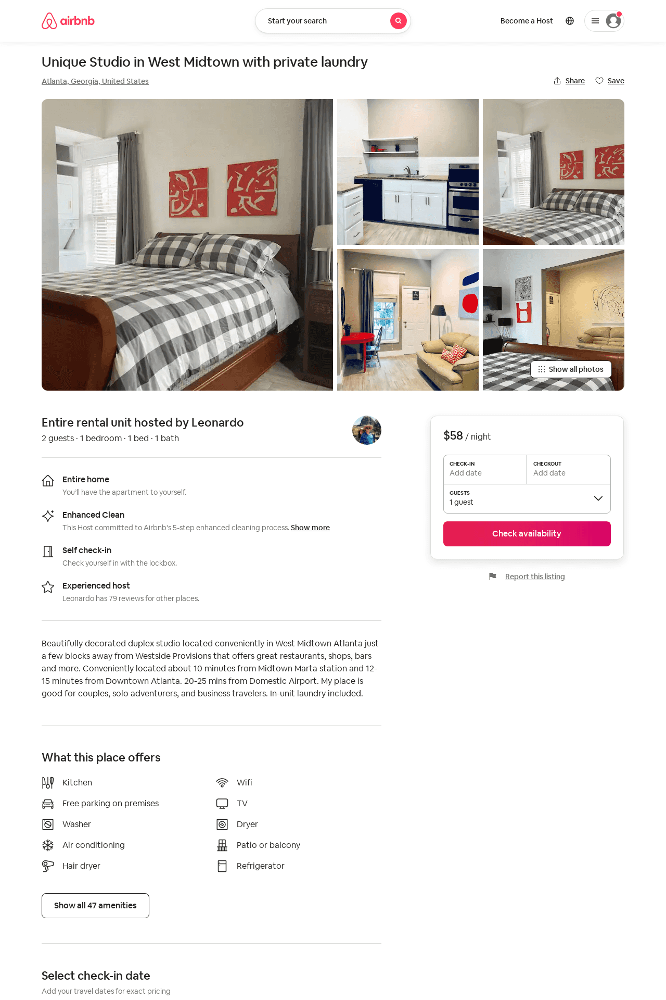 airbnb
Start your search
Become a Host
Unique Studio in West Midtown with private laundry
Atlanta, Georgia, United States
Share
Save
Show all photos
Entire rental unit hosted by Leonardo
2 guests · 1 bedroom · 1 bed · 1 bath
Entire home
You’ll have the apartment to yourself.
Enhanced Clean
This Host committed to Airbnb's 5-step enhanced cleaning process. Show more
Self check-in
Check yourself in with the lockbox.
Experienced host
Leonardo has 79 reviews for other places.
$58 / night
CHECK-IN
Add date
CHECKOUT
Add date
GUESTS
1 guest
Check availability
Report this listing
Beautifully decorated duplex studio located conveniently in West Midtown Atlanta just
a few blocks away from Westside Provisions that offers great restaurants, shops, bars
and more. Conveniently located about 10 minutes from Midtown Marta station and 12-
15 minutes from Downtown Atlanta. 20-25 mins from Domestic Airport. My place is
good for couples, solo adventurers, and business travelers. In-unit laundry included.
What this place offers
Kitchen
Wifi
Free parking on premises
TV
Washer
Dryer
Air conditioning
Patio or balcony
Hair dryer
Refrigerator
Show all 47 amenities
Select check-in date
Add your travel dates for exact pricing